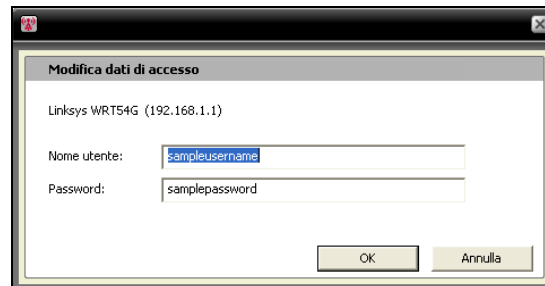 Modifica dati di accesso
Linksys WRT54G (192.168.1.1)
Nome utente: sampleusername
Password: samplepassword
OK Annulla